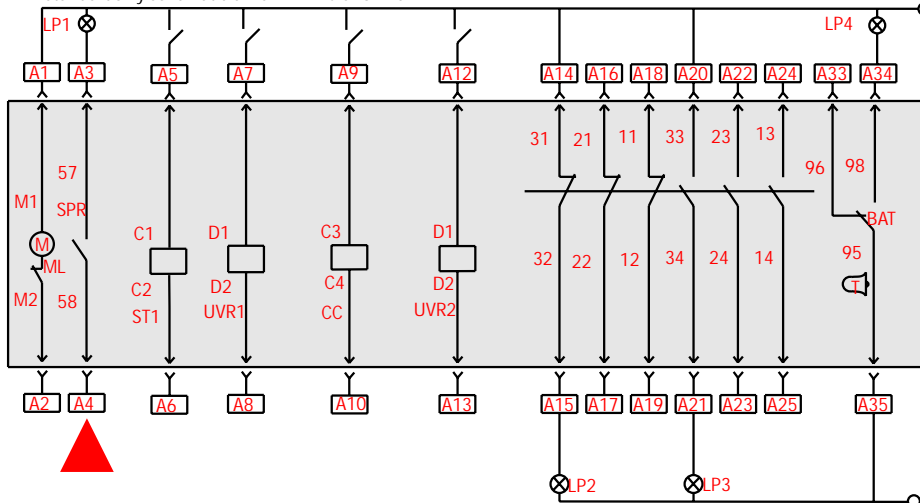 LP1 LP4
A1 A3 A5 A7 A9 A12 A14 A16 A18 A20 A22 A24 A33 A34
31 21 11 33 23 13
57 96 98
M1 SPR BAT
C1 D1 C3 D1
M 95
ML 32 22 12 34 24 14
C2 D2 C4 D2 T
M2 58 ST1 UVR1 CC UVR2
A2 A4 A6 A8 A10 A13 A15 A17 A19 A21 A23 A25 A35
LP2 LP3